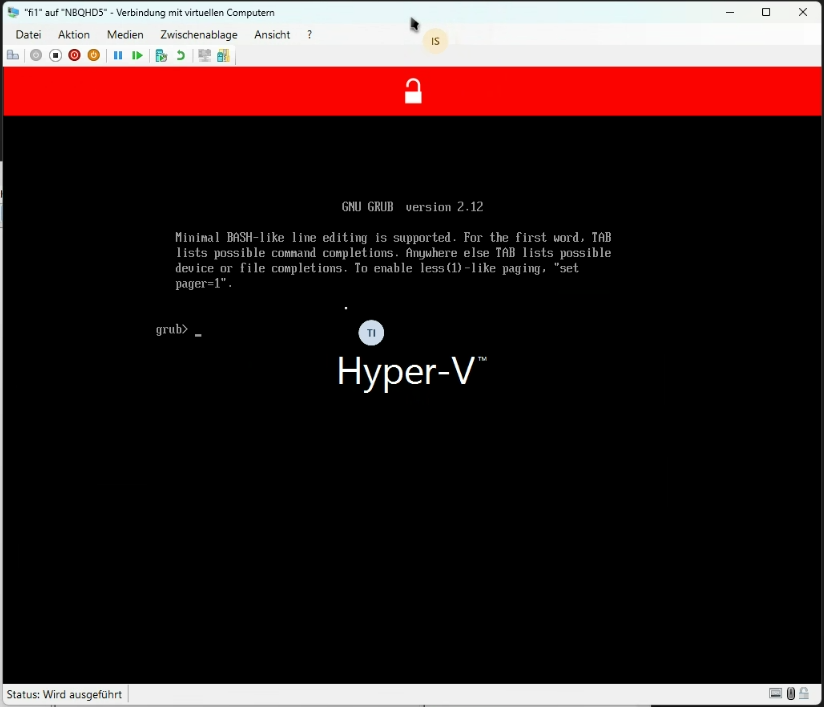 "fi1" auf "NBQHD5" - Verbindung mit virtuellen Computern
Datei Aktion Medien Zwischenablage Ansicht ?
IS
GNU GRUB version 2.12
Minimal BASH-like line editing is supported. For the first word, TAB
lists possible command completions. Anywhere else TAB lists possible
device or file completions. To enable less(1)-like paging, "set
pager=1".
grub> _
TI
Hyper-V™
Status: Wird ausgeführt